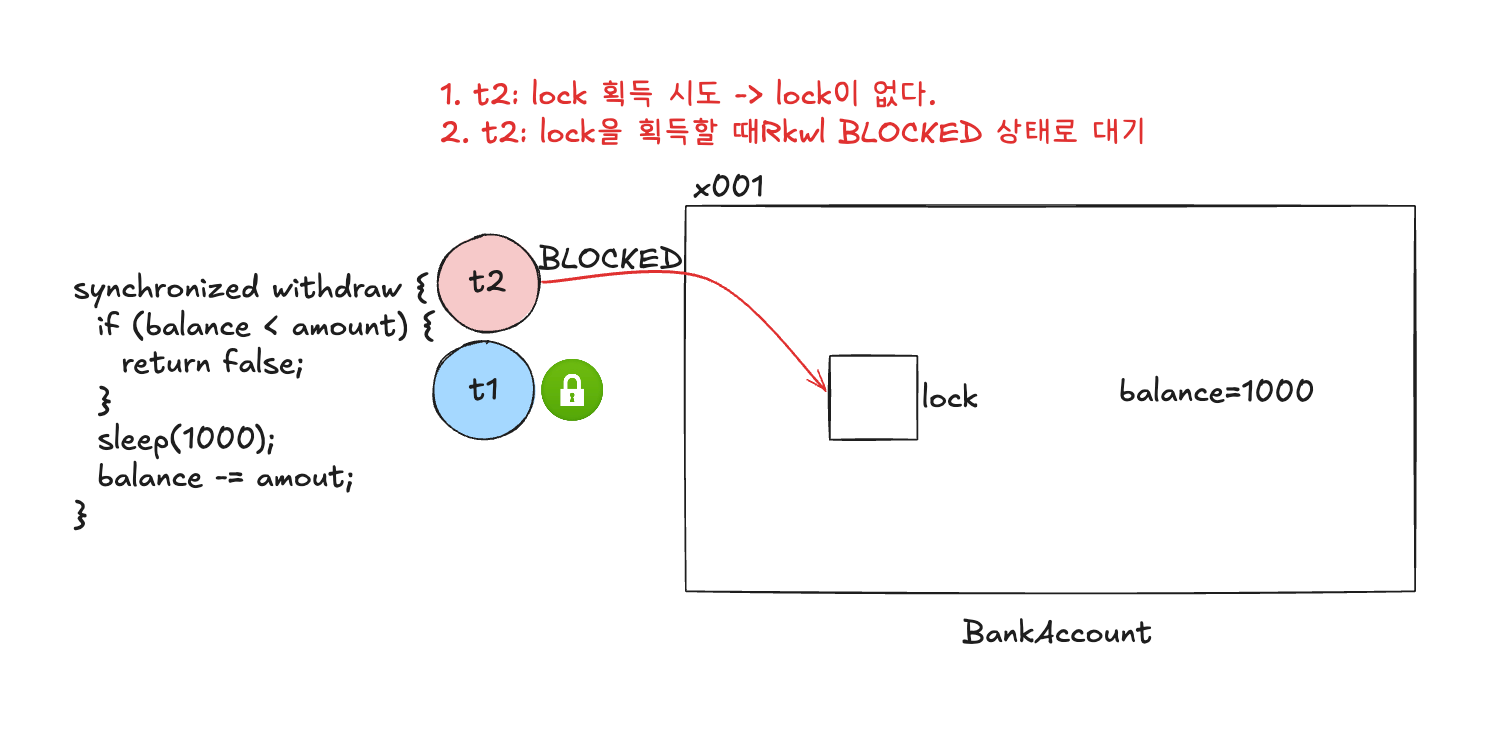 1. t2: lock 획득 시도 -> lock이 없다.
2. t2: lock을 획득할 때Rkwl BLOCKED 상태로 대기
x001
BLOCKED
t2
synchronized withdraw {
if (balance < amount) {
return false;
}
sleep(1000);
balance -= amout;
}
t1
lock
balance=1000
BankAccount